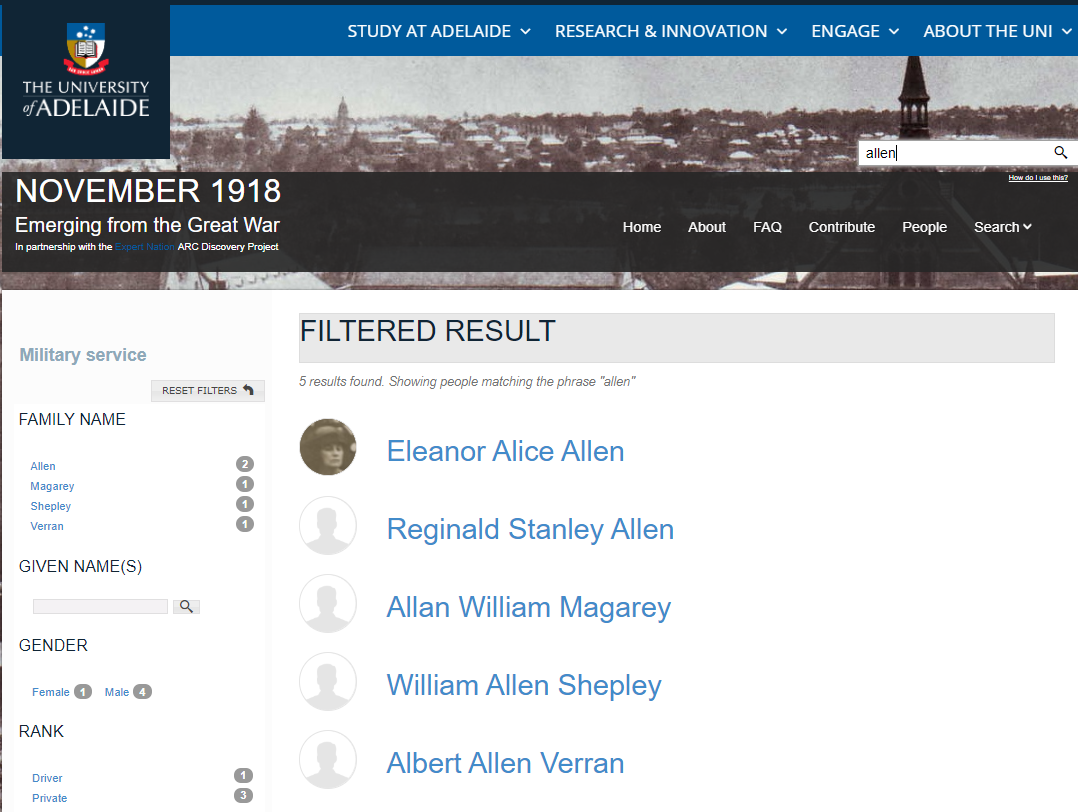 STUDY AT ADELAIDE RESEARCH & INNOVATION ENGAGE ABOUT THE UNI
THE UNIVERSITY
of ADELAIDE
allen
How do I use this?
NOVEMBER 1918
Emerging from the Great War
In partnership with the Expert Nation ARC Discovery Project
Home About FAQ Contribute People Search
Military service
RESET FILTERS
FAMILY NAME
Allen 2
Magarey 1
Shepley 1
Verran 1
GIVEN NAME(S)
GENDER
Female 1 Male 4
RANK
Driver 1
Private 3
FILTERED RESULT
5 results found. Showing people matching the phrase "allen"
Eleanor Alice Allen
Reginald Stanley Allen
Allan William Magarey
William Allen Shepley
Albert Allen Verran